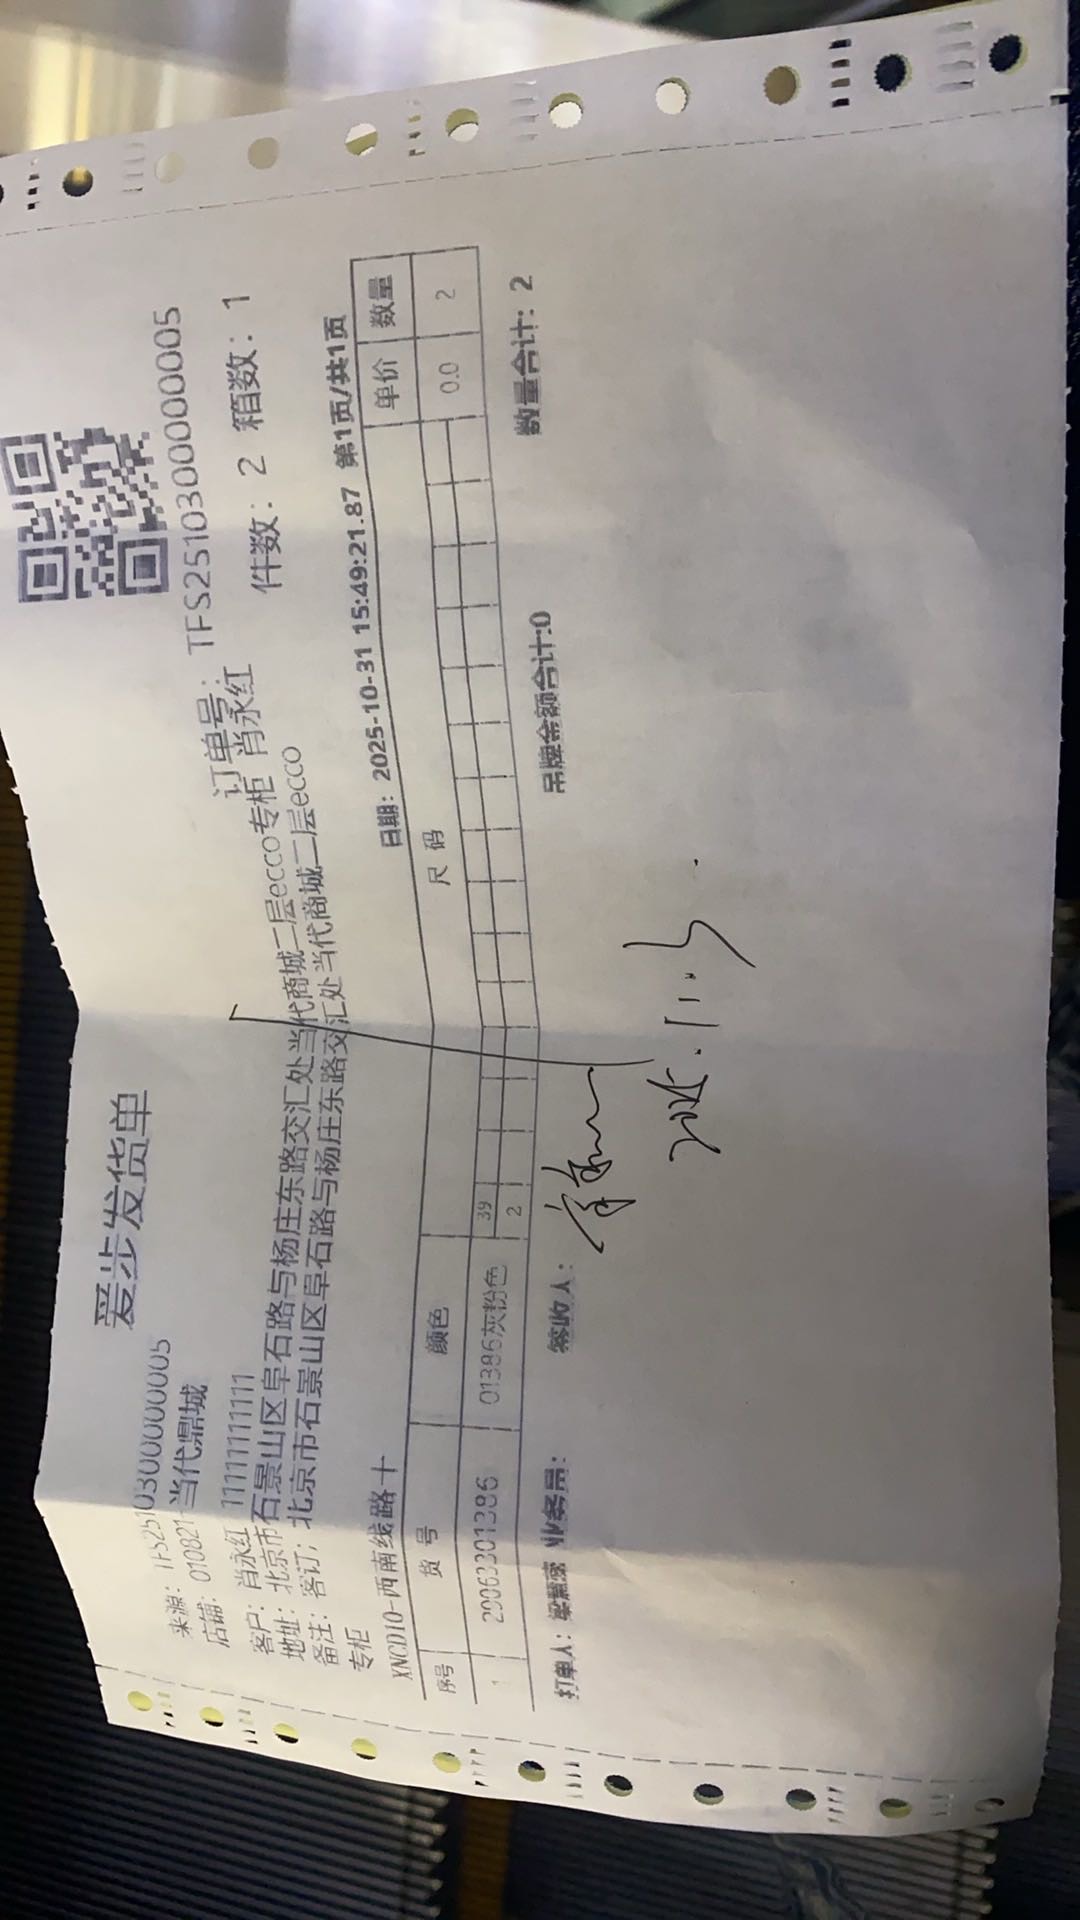 爱步发货单
来源: TFS2510300000005
订单号: TFS2510300000005
店铺: 010821-当代鼎城
件数: 2 箱数: 1
客户: 肖永红 11111111111
地址: 北京市石景山区阜石路与杨庄东路交汇处当代商城二层ecco专柜 肖永红
备注: 客订; 北京市石景山区阜石路与杨庄东路交汇处当代商城二层ecco
专柜
XNCD10-西南线路十
日期: 2025-10-31 15:49:21.87 第1页/共1页
序号 货号 颜色 尺码 单价 数量
1 29063301386 01386灰粉色 39 0.0 2
2
打单人: 业务员: 签收人: 吊牌金额合计:0 数量合计: 2
2025.11.3